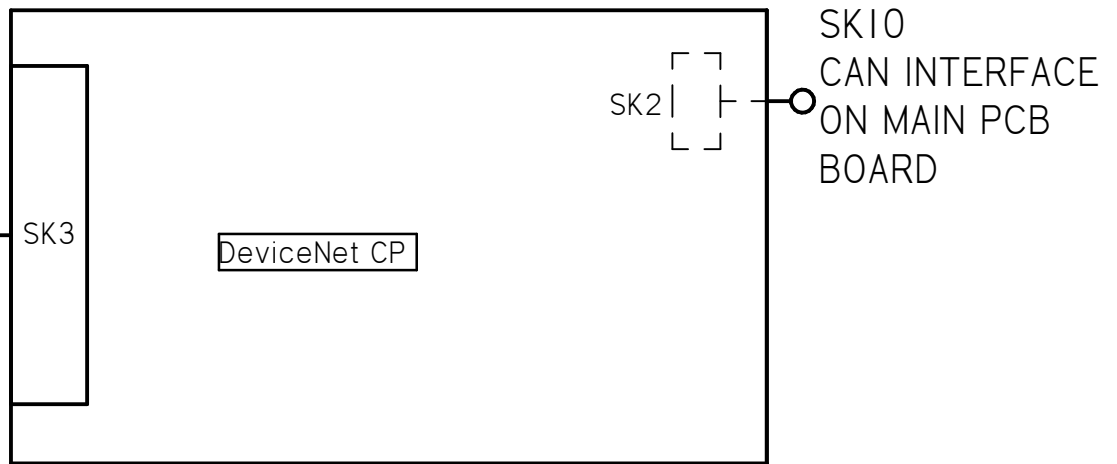 SK10
CAN INTERFACE
ON MAIN PCB
BOARD
SK2
SK3
DeviceNet CP